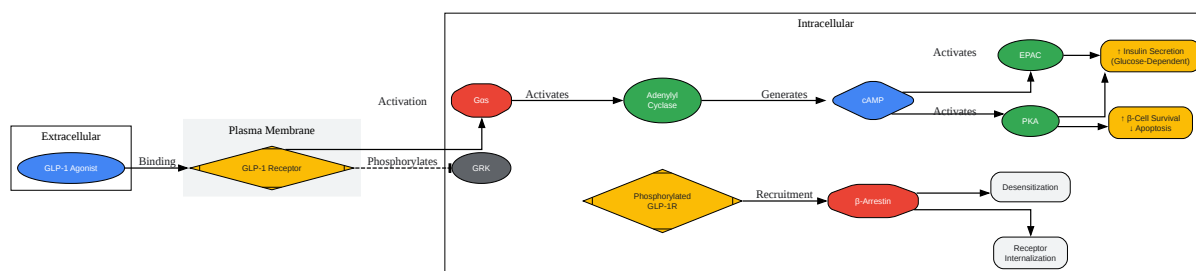 Intracellular
Extracellular
GLP-1 Agonist
Binding
Plasma Membrane
GLP-1 Receptor
Activation
Phosphorylates
Gαs
GRK
Activates
Adenylyl
Cyclase
Generates
cAMP
Activates
EPAC
Activates
PKA
↑ Insulin Secretion
(Glucose-Dependent)
↑ β-Cell Survival
↓ Apoptosis
Phosphorylated
GLP-1R
Recruitment
β-Arrestin
Desensitization
Receptor
Internalization